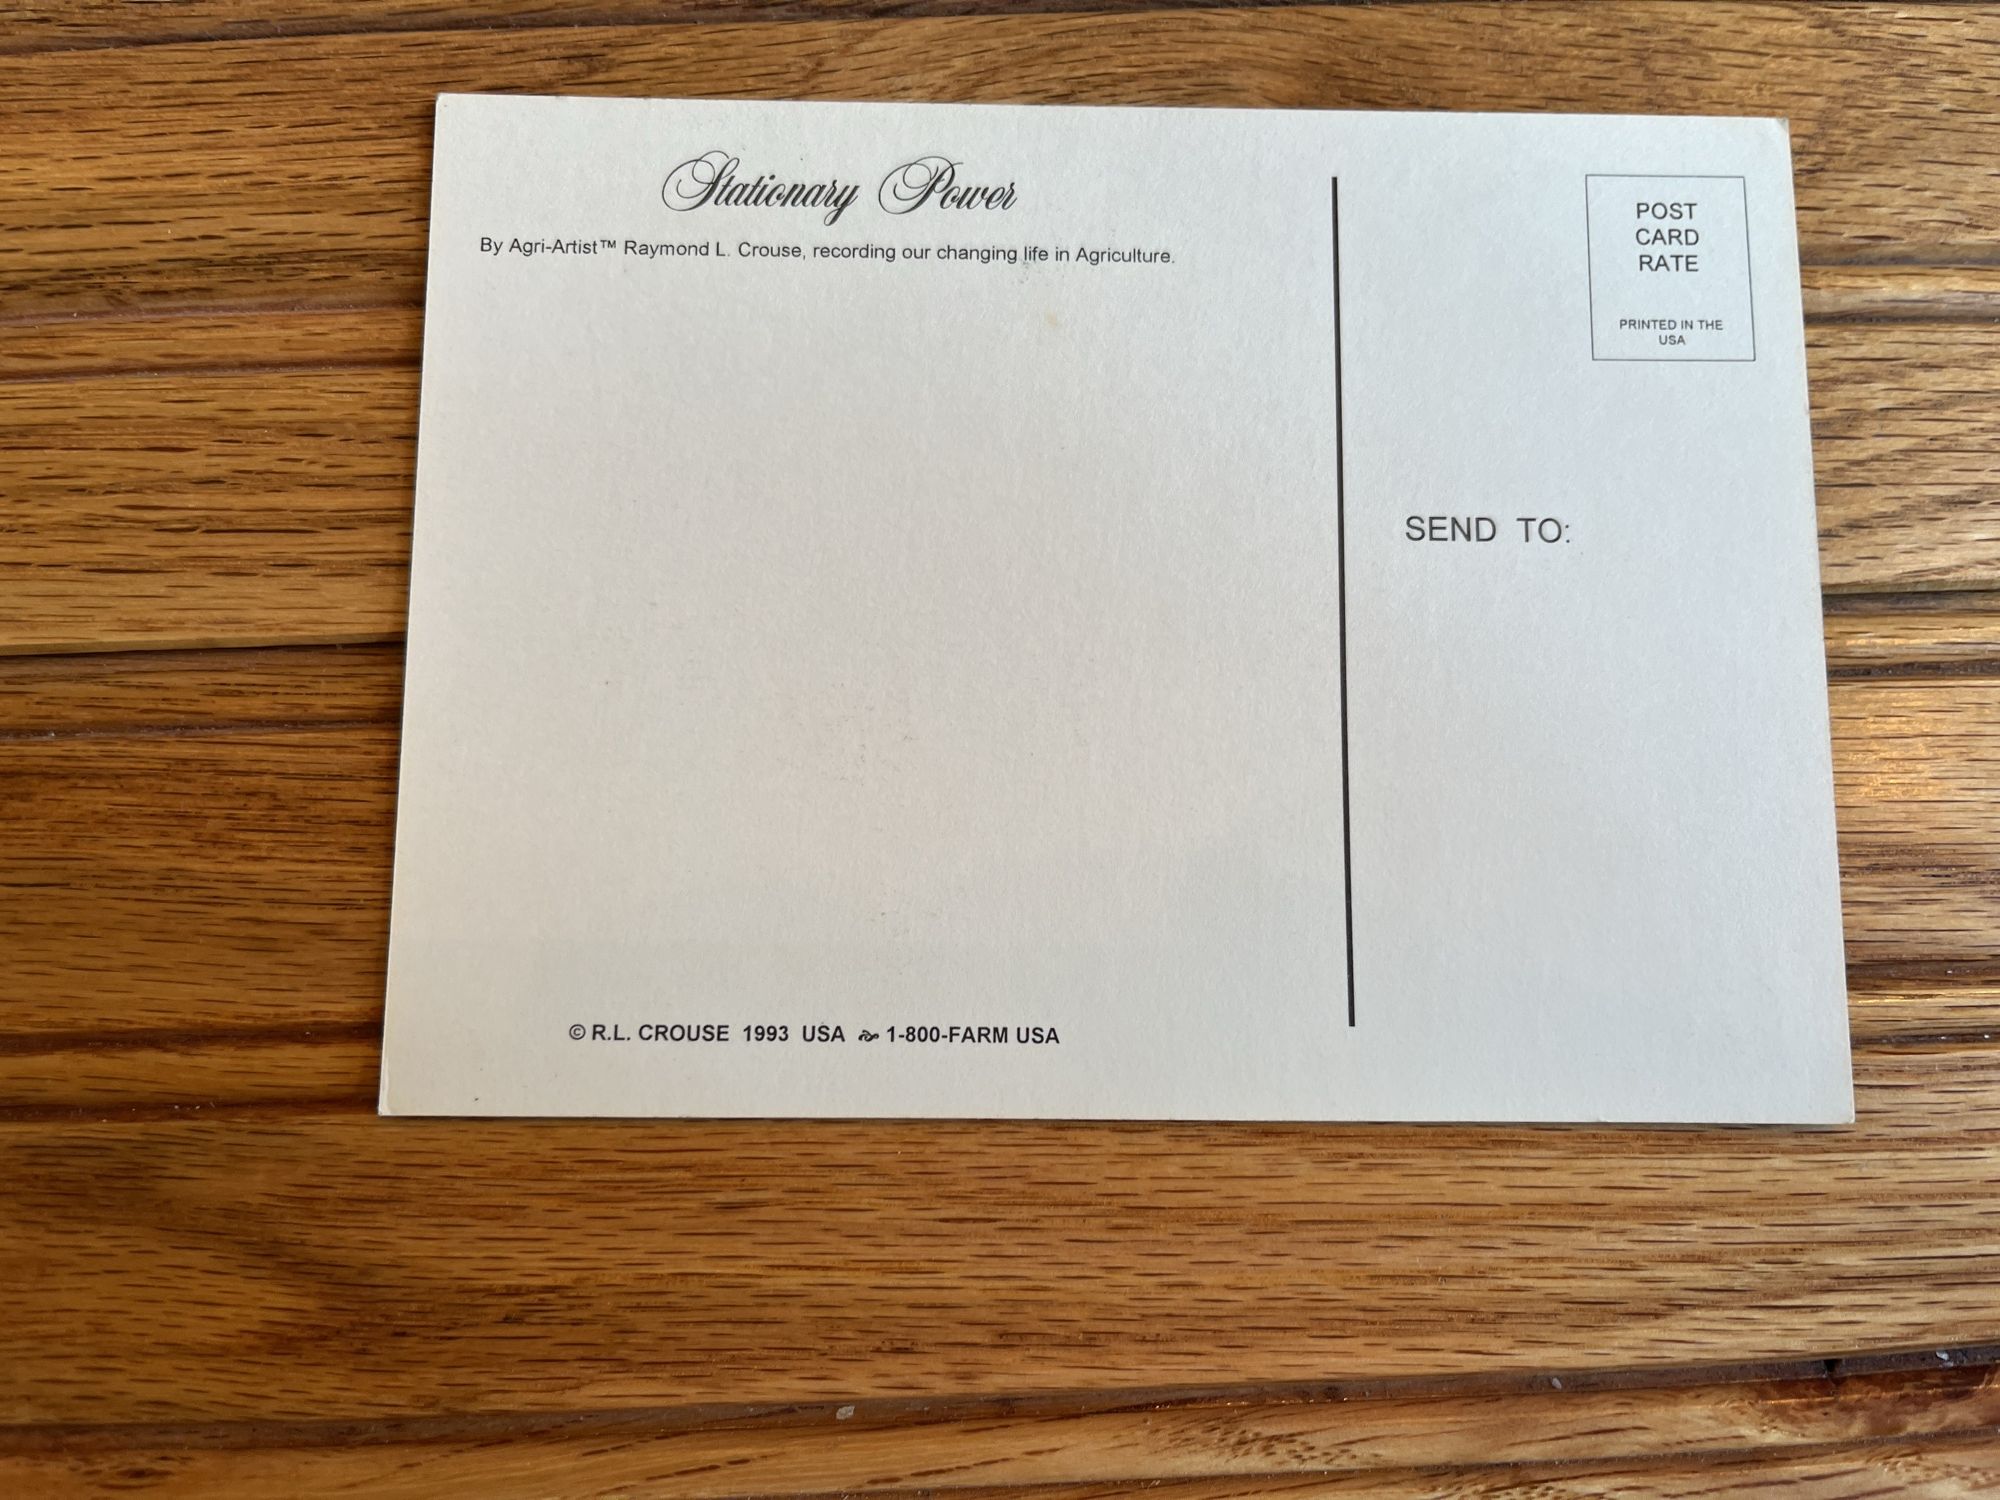 Stationary Power
By Agri-Artist™ Raymond L. Crouse, recording our changing life in Agriculture.
POST
CARD
RATE
PRINTED IN THE
USA
SEND TO:
© R.L. CROUSE 1993 USA 1-800-FARM USA